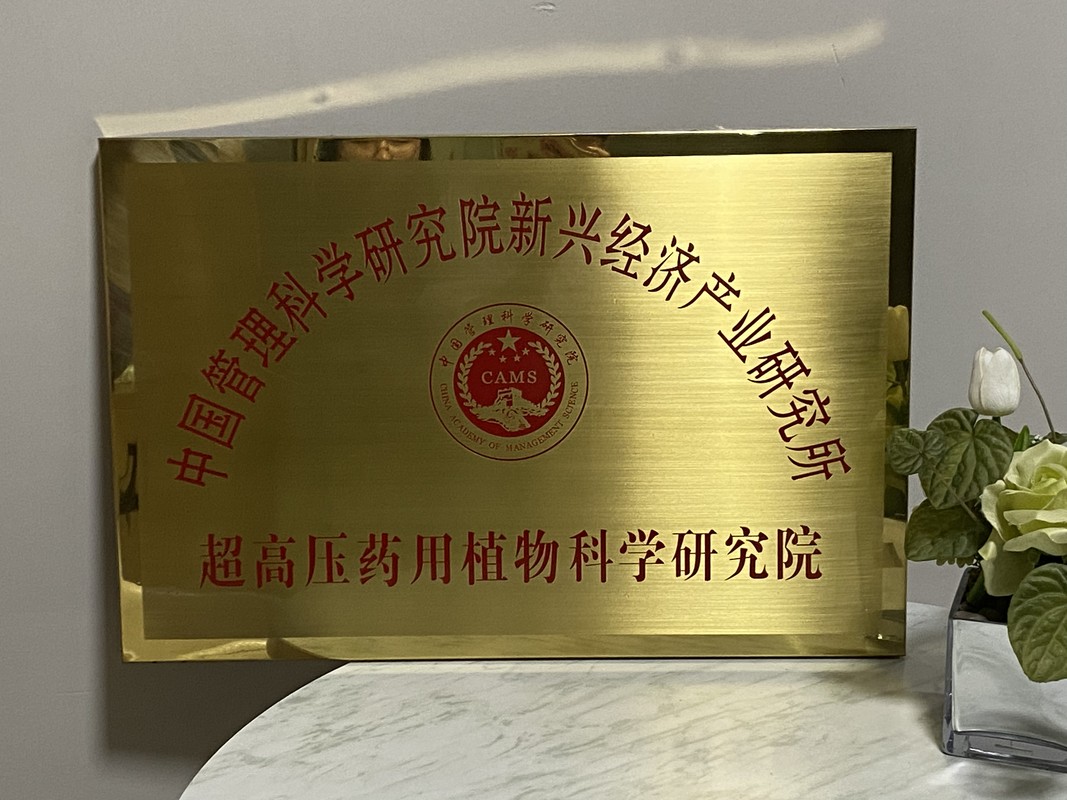 中国管理科学研究院新兴经济产业研究所
中国管理科学研究院
CAMS
CHINA ACADEMY OF MANAGEMENT SCIENCE
超高压药用植物科学研究院